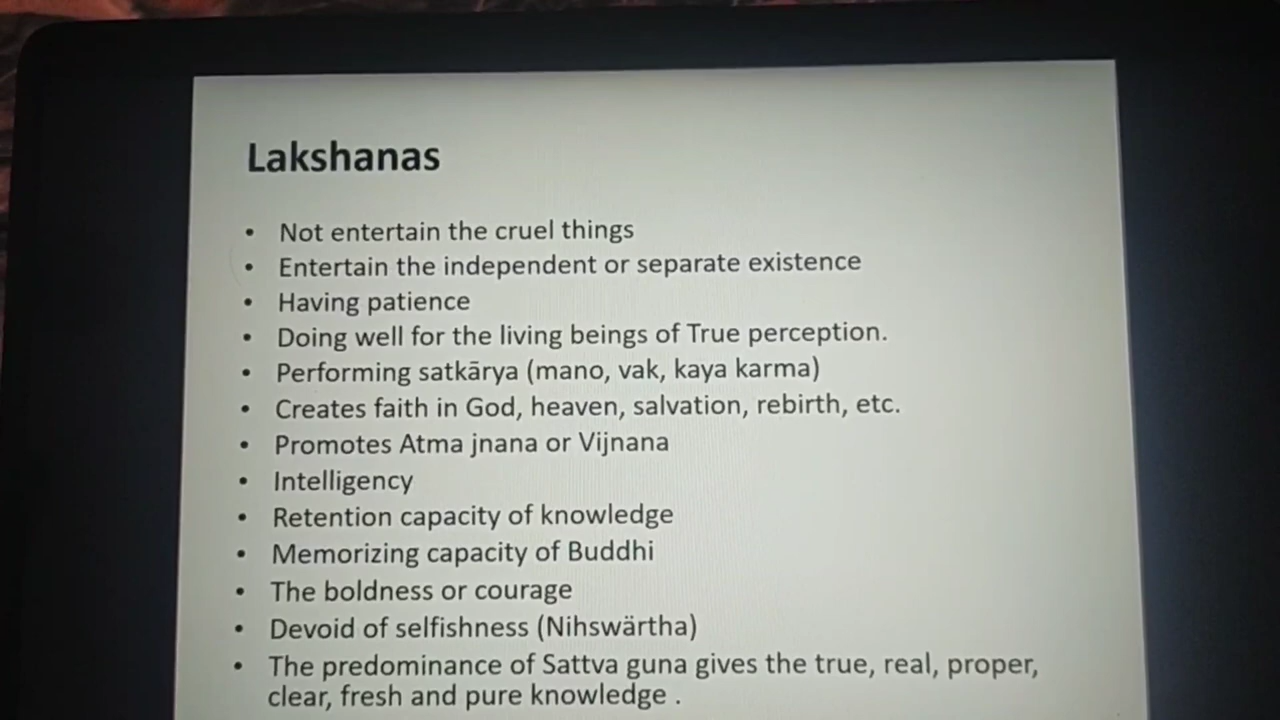 Lakshanas
• Not entertain the cruel things
• Entertain the independent or separate existence
• Having patience
• Doing well for the living beings of True perception.
• Performing satkārya (mano, vak, kaya karma)
• Creates faith in God, heaven, salvation, rebirth, etc.
• Promotes Atma jnana or Vijnana
• Intelligency
• Retention capacity of knowledge
• Memorizing capacity of Buddhi
• The boldness or courage
• Devoid of selfishness (Nihswärtha)
• The predominance of Sattva guna gives the true, real, proper,
clear, fresh and pure knowledge .